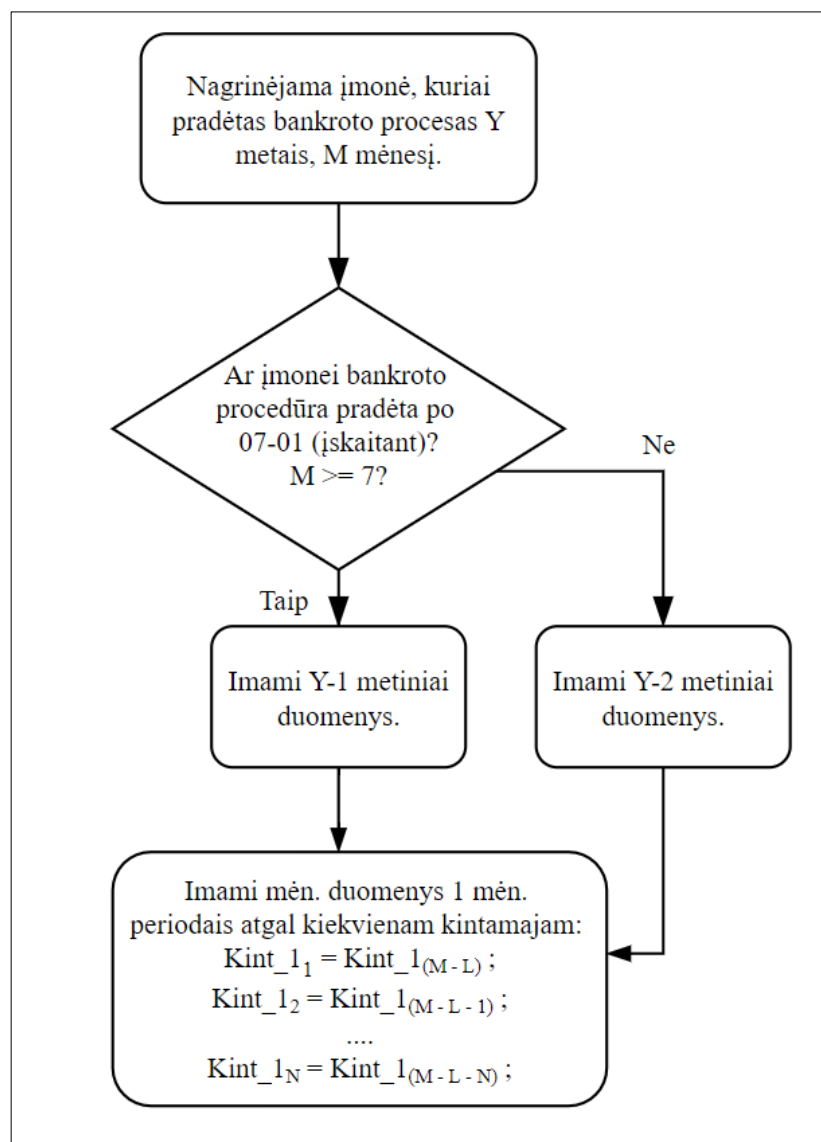 Nagrinėjama įmonė, kuriai
pradėtas bankroto procesas Y
metais, M mėnesį.
Ar įmonei bankroto
procedūra pradėta po
07-01 (įskaitant)?
M >= 7?
Ne
Taip
Imami Y-1 metiniai
duomenys.
Imami Y-2 metiniai
duomenys.
Imami mėn. duomenys 1 mėn.
periodais atgal kiekvienam kintamajam:
Kint_1₁ = Kint_1₍M - L₎ ;
Kint_1₂ = Kint_1₍M - L - 1₎ ;
....
Kint_1N = Kint_1₍M - L - N₎ ;